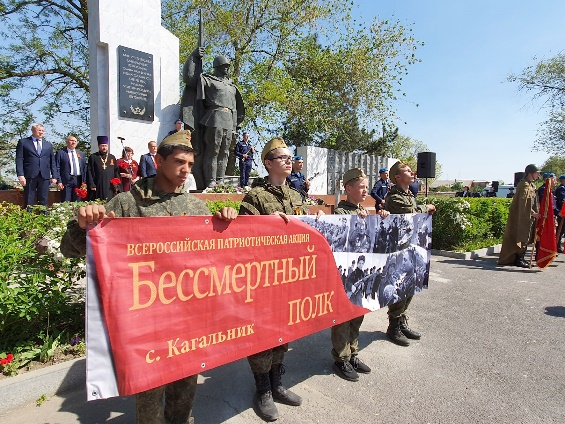 ВСЕРОССИЙСКАЯ ПАТРИОТИЧЕСКАЯ АКЦИЯ
Бессмертный
ПОЛК
с. Кагальник